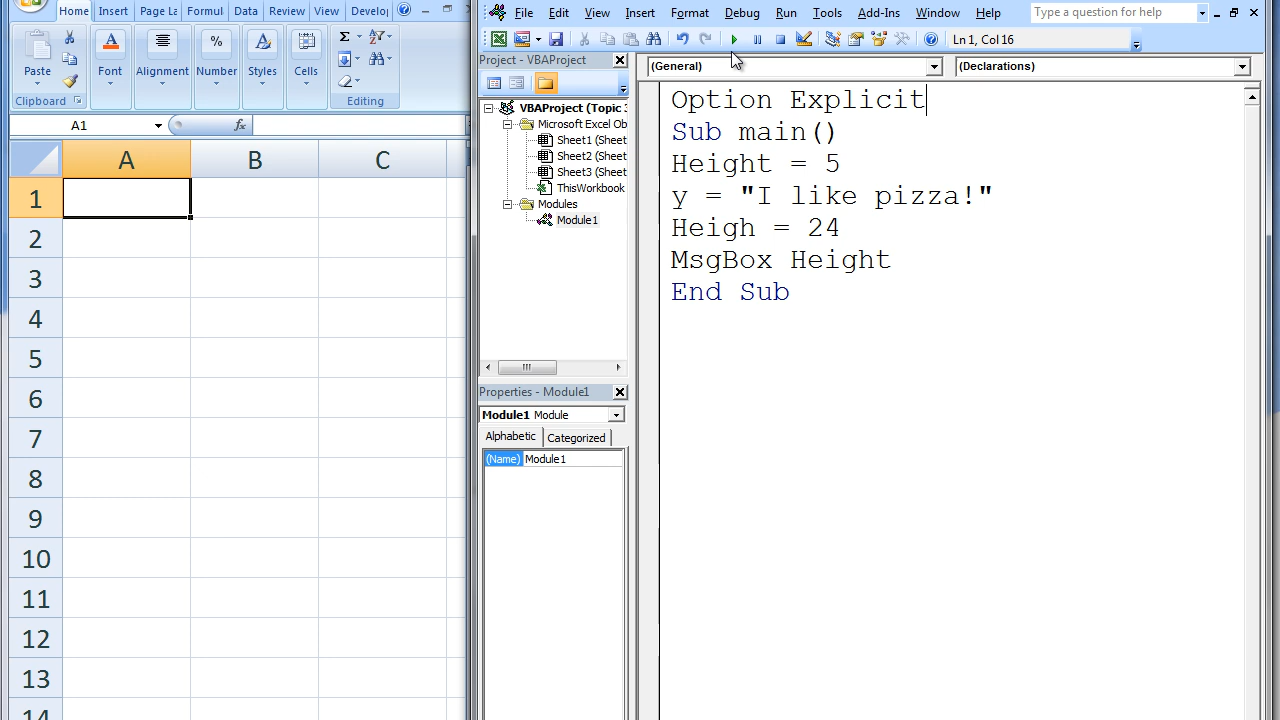 Home Insert Page La Formul Data Review View Develo
File Edit View Insert Format Debug Run Tools Add-Ins Window Help Type a question for help
Paste Font Alignment Number Styles Cells
Clipboard Editing
Ln 1, Col 16
Project - VBAProject
(General) (Declarations)
A1 fx
VBAProject (Topic 3
Microsoft Excel Ob
Sheet1 (Sheet
Sheet2 (Sheet
Sheet3 (Sheet
ThisWorkbook
Modules
Module1
Option Explicit
Sub main()
Height = 5
y = "I like pizza!"
Heigh = 24
MsgBox Height
End Sub
Properties - Module1
Module1 Module
Alphabetic Categorized
(Name) Module1
A B C
1
2
3
4
5
6
7
8
9
10
11
12
13
14